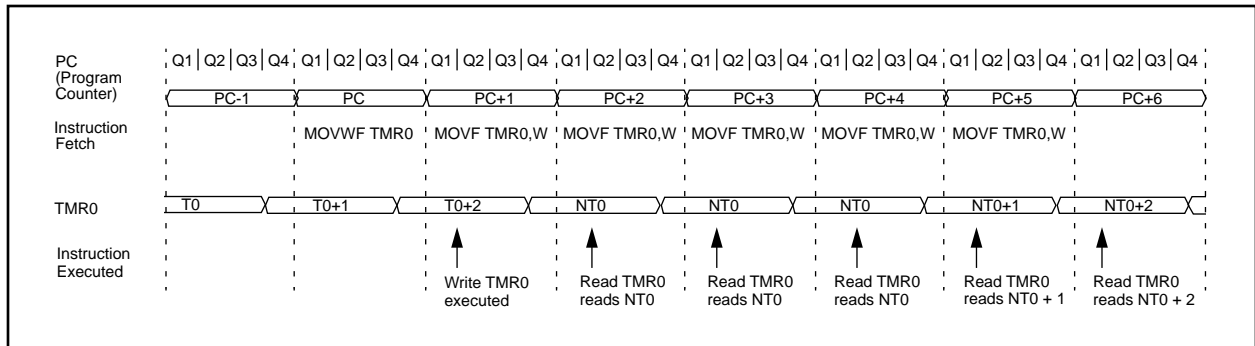 PC
(Program
Counter)
Q1 Q2 Q3 Q4 Q1 Q2 Q3 Q4 Q1 Q2 Q3 Q4 Q1 Q2 Q3 Q4 Q1 Q2 Q3 Q4 Q1 Q2 Q3 Q4 Q1 Q2 Q3 Q4 Q1 Q2 Q3 Q4
PC-1 PC PC+1 PC+2 PC+3 PC+4 PC+5 PC+6
Instruction
Fetch
MOVWF TMR0 MOVF TMR0,W MOVF TMR0,W MOVF TMR0,W MOVF TMR0,W MOVF TMR0,W
TMR0
T0 T0+1 T0+2 NT0 NT0 NT0 NT0+1 NT0+2
Instruction
Executed
Write TMR0
executed
Read TMR0
reads NT0
Read TMR0
reads NT0
Read TMR0
reads NT0
Read TMR0
reads NT0 + 1
Read TMR0
reads NT0 + 2